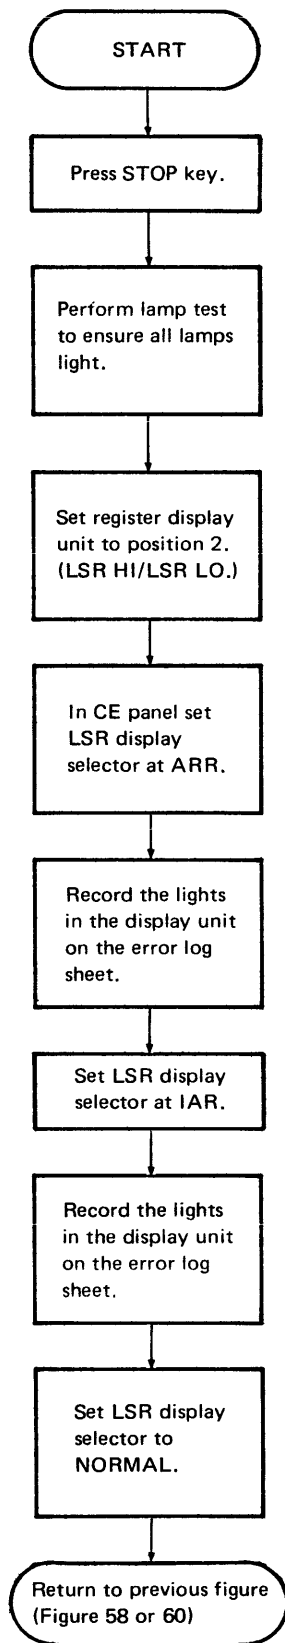 START
Press STOP key.
Perform lamp test
to ensure all lamps
light.
Set register display
unit to position 2.
(LSR HI/LSR LO.)
In CE panel set
LSR display
selector at ARR.
Record the lights
in the display unit
on the error log
sheet.
Set LSR display
selector at IAR.
Record the lights
in the display unit
on the error log
sheet.
Set LSR display
selector to
NORMAL.
Return to previous figure
(Figure 58 or 60)